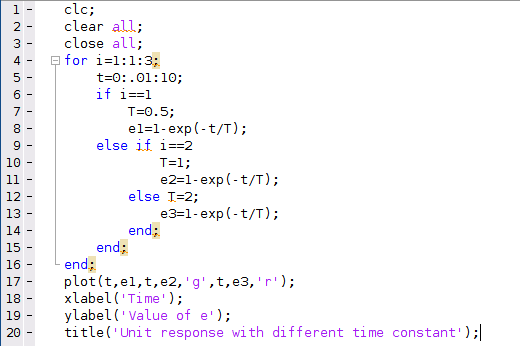 1 - clc;
2 - clear all;
3 - close all;
4 - for i=1:1:3;
5 - t=0:.01:10;
6 - if i==1
7 - T=0.5;
8 - e1=1-exp(-t/T);
9 - else if i==2
10 - T=1;
11 - e2=1-exp(-t/T);
12 - else T=2;
13 - e3=1-exp(-t/T);
14 - end;
15 - end;
16 - end;
17 - plot(t,e1,t,e2,'g',t,e3,'r');
18 - xlabel('Time');
19 - ylabel('Value of e');
20 - title('Unit response with different time constant');